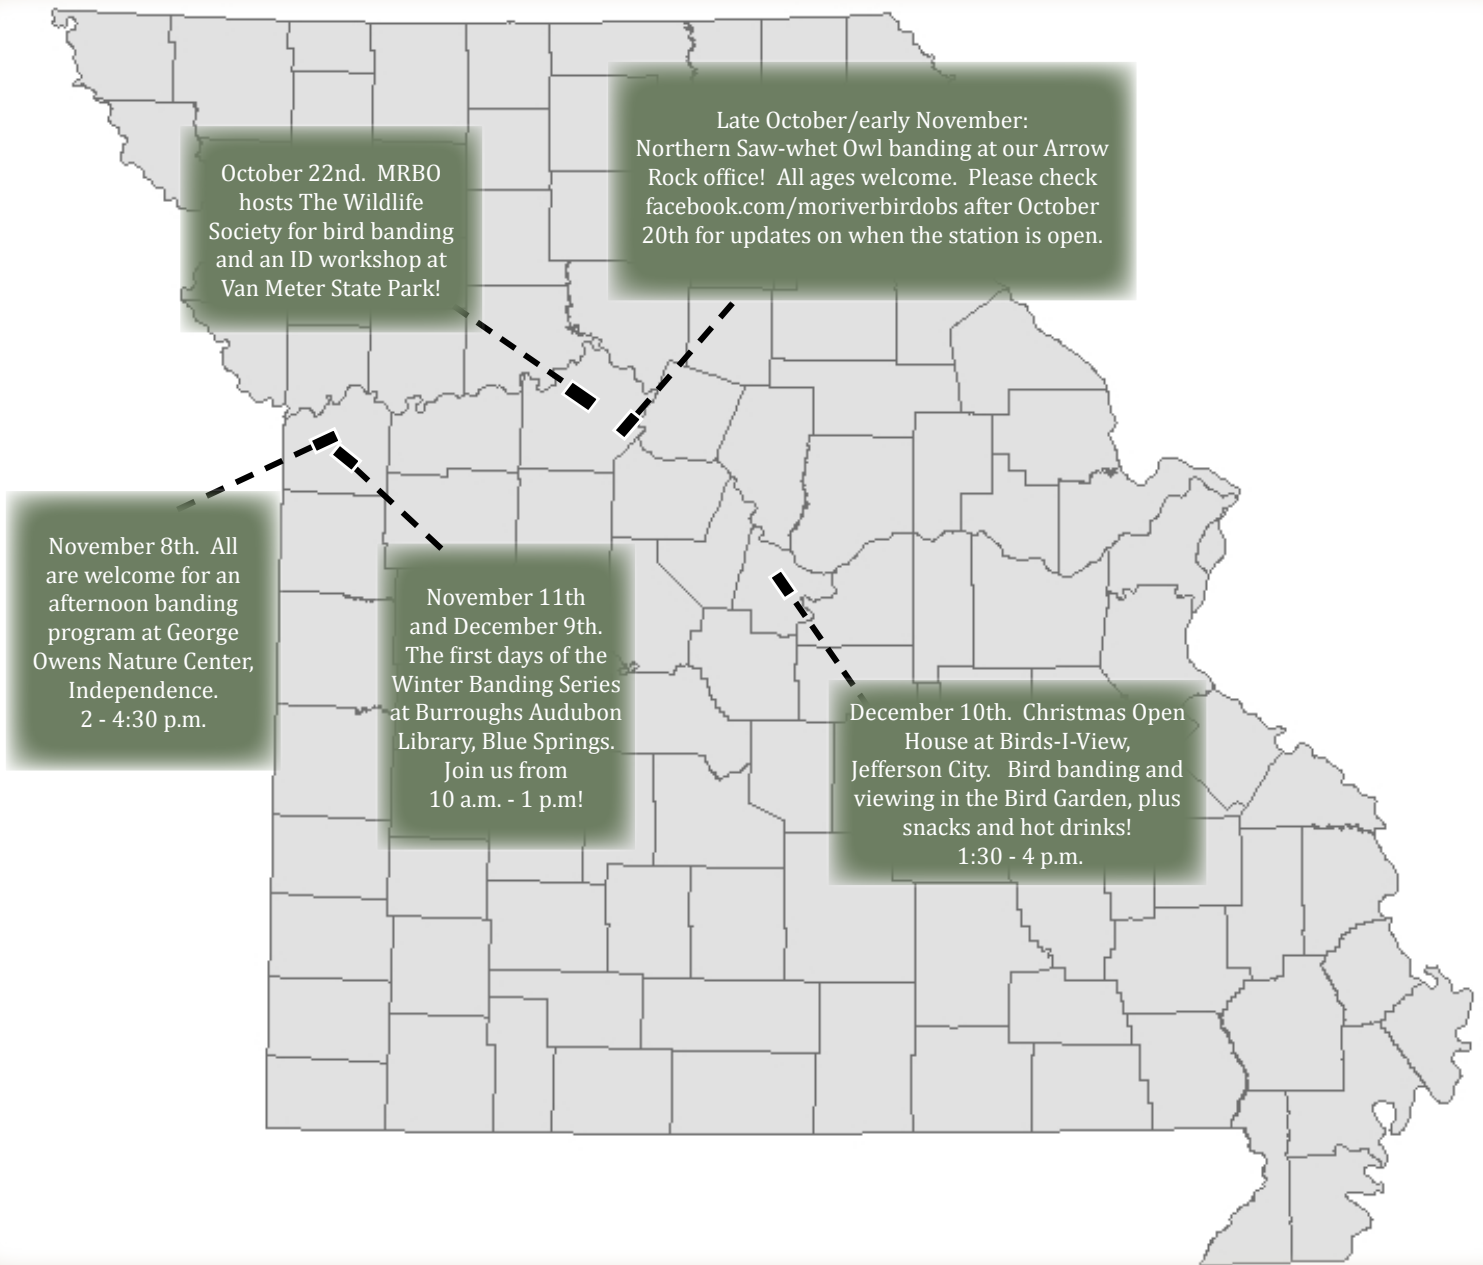 Late October/early November:
Northern Saw-whet Owl banding at our Arrow
Rock office!  All ages welcome.  Please check
facebook.com/moriverbirdobs after October
20th for updates on when the station is open.
October 22nd.  MRBO
hosts The Wildlife
Society for bird banding
and an ID workshop at
Van Meter State Park!
November 8th.  All
are welcome for an
afternoon banding
program at George
Owens Nature Center,
Independence.
2 - 4:30 p.m.
November 11th
and December 9th.
The first days of the
Winter Banding Series
at Burroughs Audubon
Library, Blue Springs.
Join us from
10 a.m. - 1 p.m!
December 10th.  Christmas Open
House at Birds-I-View,
Jefferson City.   Bird banding and
viewing in the Bird Garden, plus
snacks and hot drinks!
1:30 - 4 p.m.